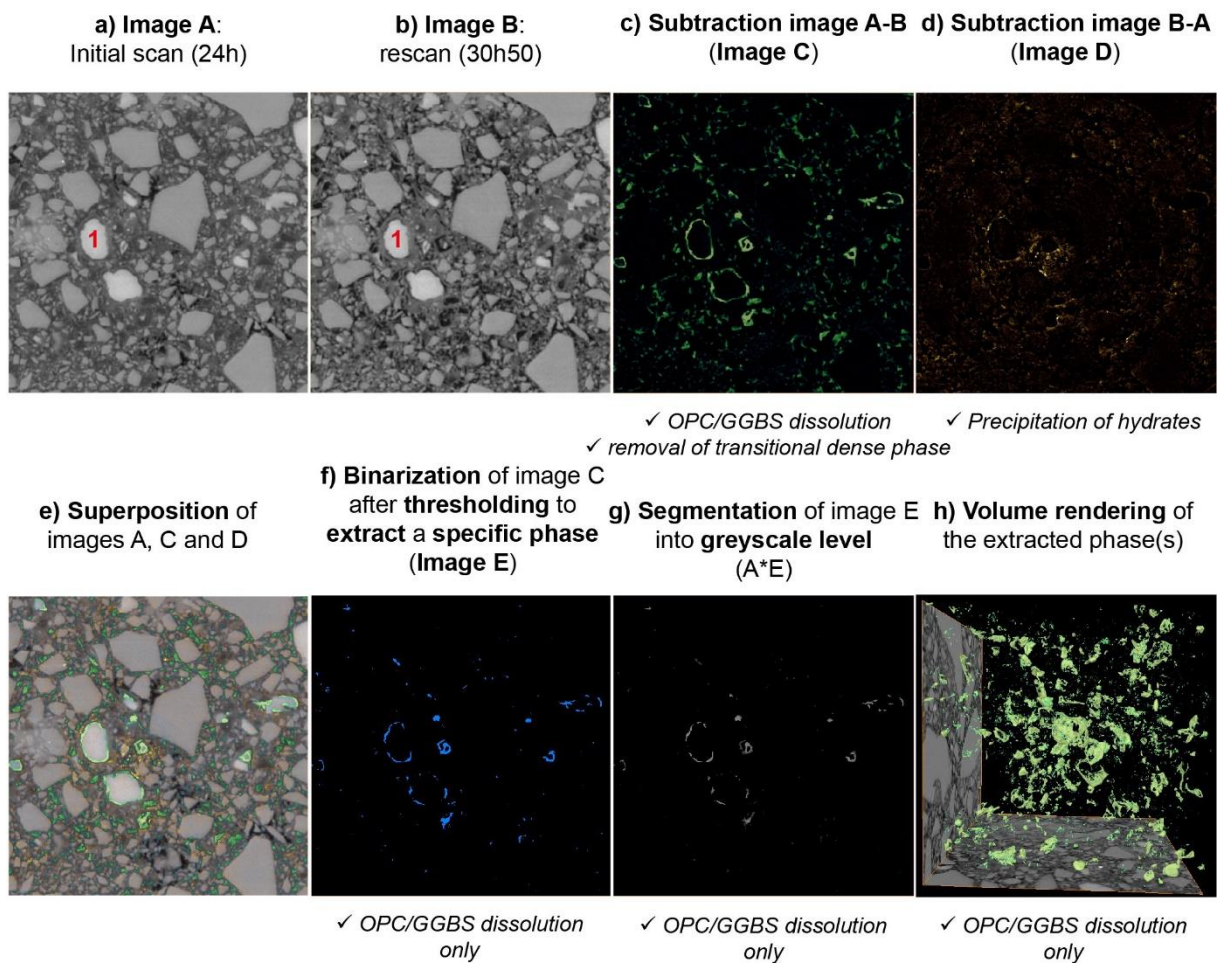 a) Image A:
Initial scan (24h)
b) Image B:
rescan (30h50)
c) Subtraction image A-B
(Image C)
d) Subtraction image B-A
(Image D)
1
1
✓ OPC/GGBS dissolution
✓ removal of transitional dense phase
✓ Precipitation of hydrates
e) Superposition of
images A, C and D
f) Binarization of image C
after thresholding to
extract a specific phase
(Image E)
g) Segmentation of image E
into greyscale level
(A*E)
h) Volume rendering of
the extracted phase(s)
✓ OPC/GGBS dissolution
only
✓ OPC/GGBS dissolution
only
✓ OPC/GGBS dissolution
only